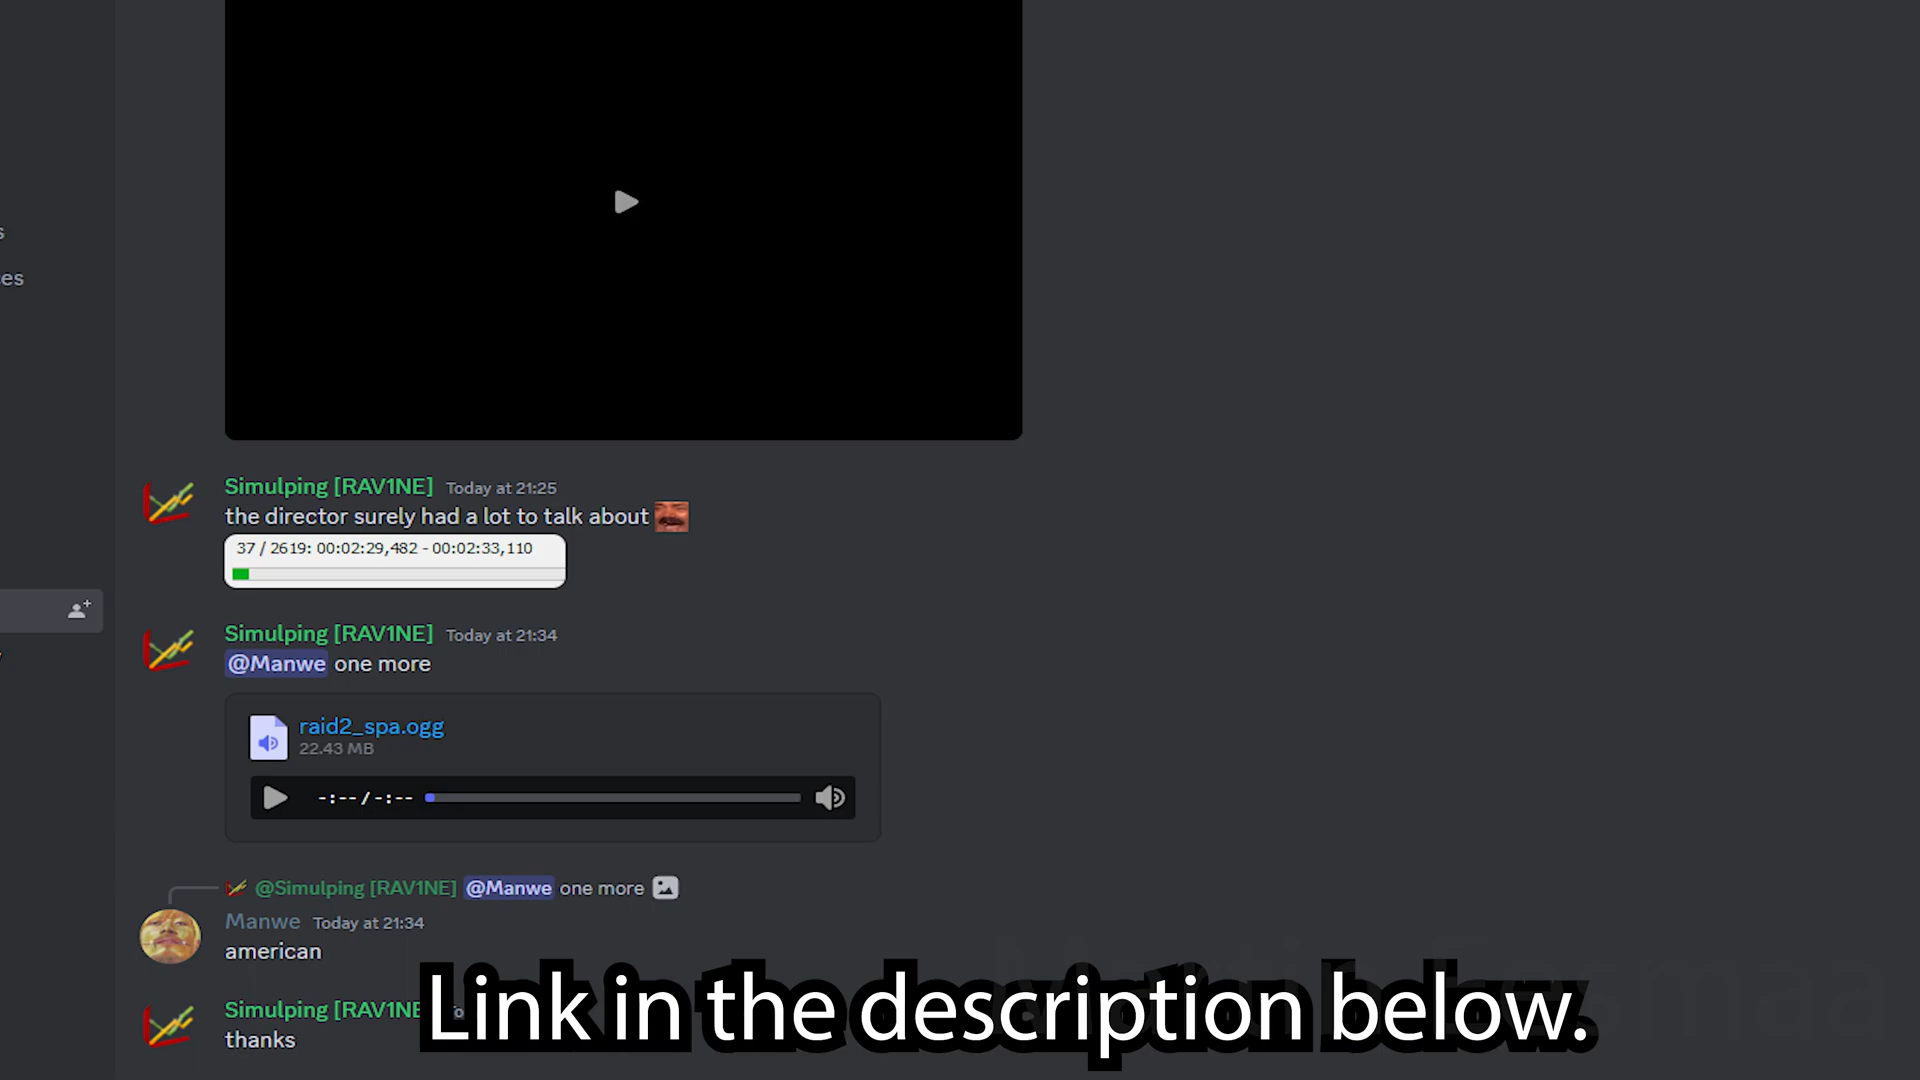 s
es
Simulping [RAV1NE] Today at 21:25
the director surely had a lot to talk about
37 / 2619: 00:02:29,482 - 00:02:33,110
Simulping [RAV1NE] Today at 21:34
@Manwe one more
raid2_spa.ogg
22.43 MB
-:-- / -:--
@Simulping [RAV1NE] @Manwe one more
Manwe Today at 21:34
american
Simulping [RAV1NE
thanks
Link in the description below.